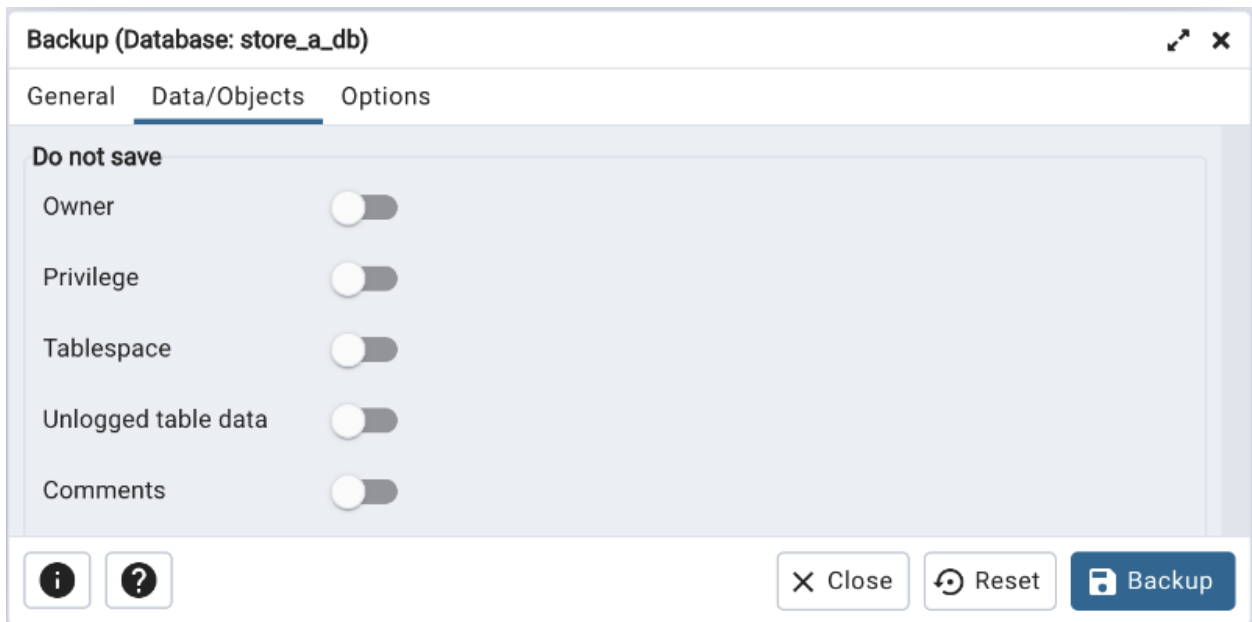 Backup (Database: store_a_db)
General Data/Objects Options
Do not save
Owner
Privilege
Tablespace
Unlogged table data
Comments
Close Reset Backup